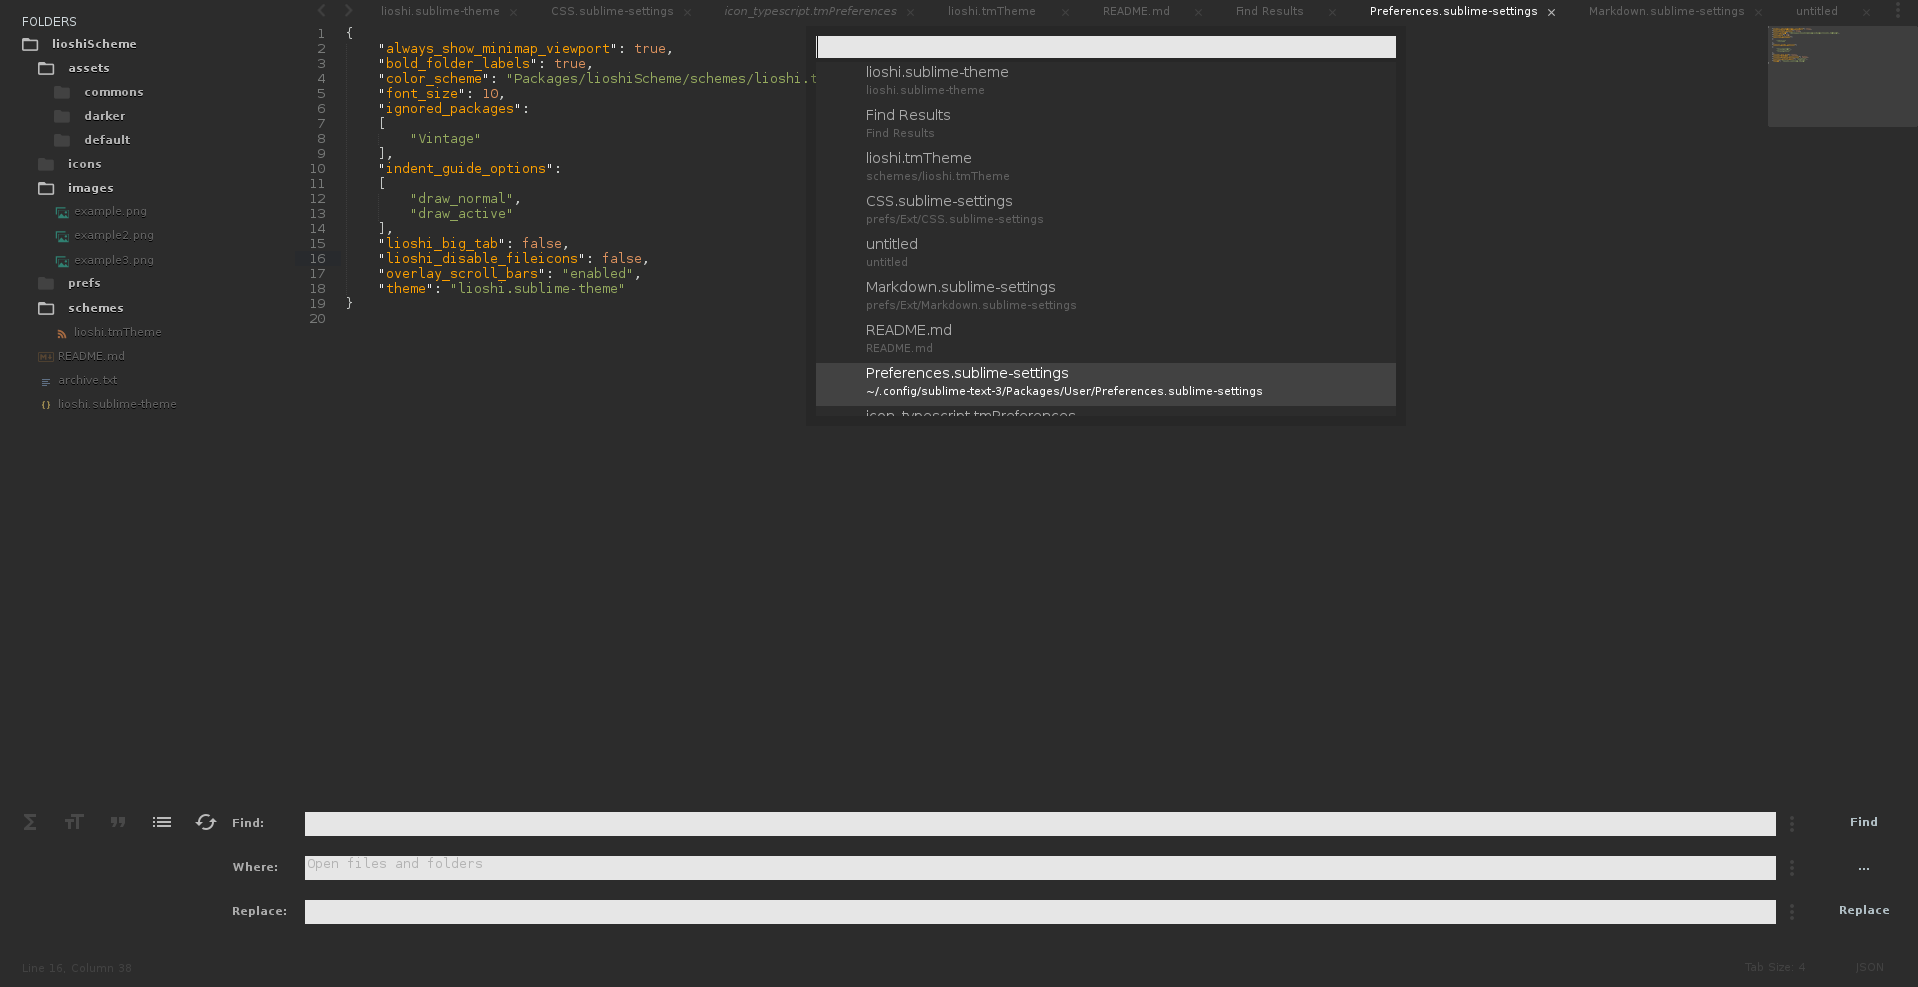 FOLDERS
lioshiScheme
assets
commons
darker
default
icons
images
example.png
example2.png
example3.png
prefs
schemes
lioshi.tmTheme
README.md
archive.txt
lioshi.sublime-theme
lioshi.sublime-theme
CSS.sublime-settings
icon_typescript.tmPreferences
lioshi.tmTheme
README.md
Find Results
Preferences.sublime-settings
Markdown.sublime-settings
untitled
1 {
2 "always_show_minimap_viewport": true,
3 "bold_folder_labels": true,
4 "color_scheme": "Packages/lioshiScheme/schemes/lioshi.t
5 "font_size": 10,
6 "ignored_packages":
7 [
8 "Vintage"
9 ],
10 "indent_guide_options":
11 [
12 "draw_normal",
13 "draw_active"
14 ],
15 "lioshi_big_tab": false,
16 "lioshi_disable_fileicons": false,
17 "overlay_scroll_bars": "enabled",
18 "theme": "lioshi.sublime-theme"
19 }
20
lioshi.sublime-theme
lioshi.sublime-theme
Find Results
Find Results
lioshi.tmTheme
schemes/lioshi.tmTheme
CSS.sublime-settings
prefs/Ext/CSS.sublime-settings
untitled
untitled
Markdown.sublime-settings
prefs/Ext/Markdown.sublime-settings
README.md
README.md
Preferences.sublime-settings
~/.config/sublime-text-3/Packages/User/Preferences.sublime-settings
icon_typescript.tmPreferences
Find:
Find
Where:
Open files and folders
...
Replace:
Replace
Line 16, Column 38
Tab Size: 4
JSON